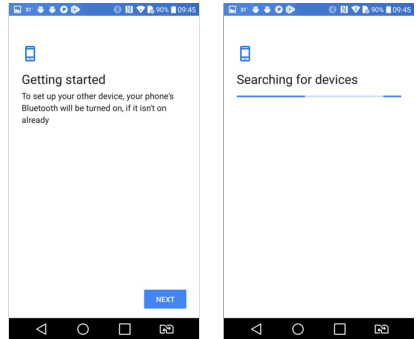 90% 09:45
Getting started
To set up your other device, your phone's
Bluetooth will be turned on, if it isn't on
already
NEXT
90% 09:45
Searching for devices